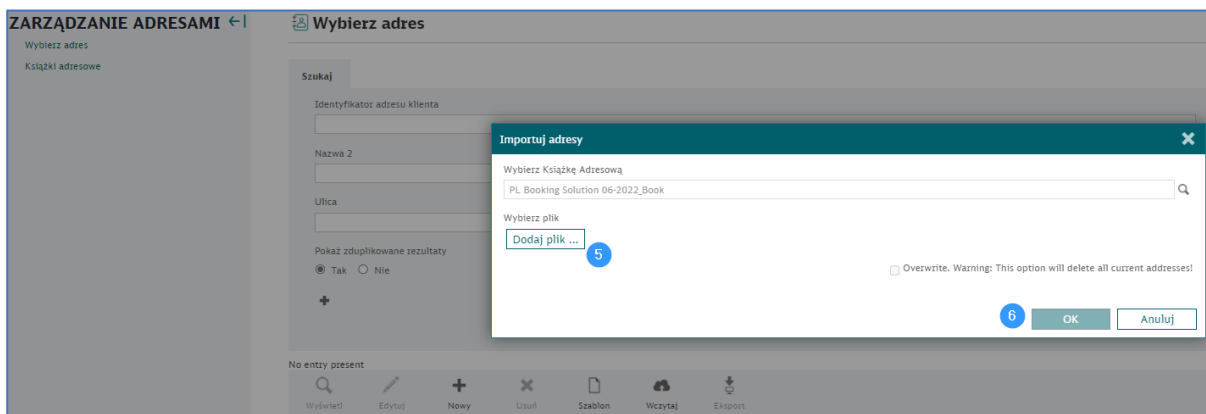 ZARZĄDZANIE ADRESAMI
Wybierz adres
Książki adresowe
Wybierz adres
Szukaj
Identyfikator adresu klienta
Nazwa 2
Ulica
Pokaż zduplikowane rezultaty
Tak Nie
Importuj adresy
Wybierz Książkę Adresową
PL Booking Solution 06-2022_Book
Wybierz plik
Dodaj plik ...
5
Overwrite. Warning: This option will delete all current addresses!
6 OK Anuluj
No entry present
Wyświetl Edytuj Nowy Usuń Szablon Wczytaj Eksport